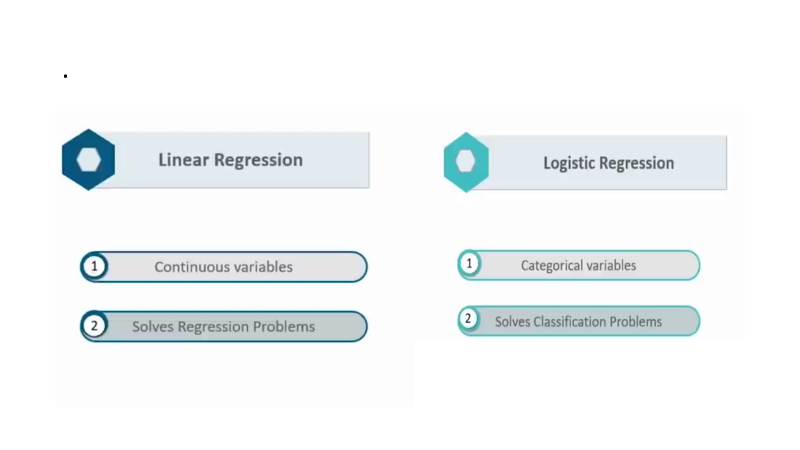 Linear Regression
1 Continuous variables
2 Solves Regression Problems
Logistic Regression
1 Categorical variables
2 Solves Classification Problems